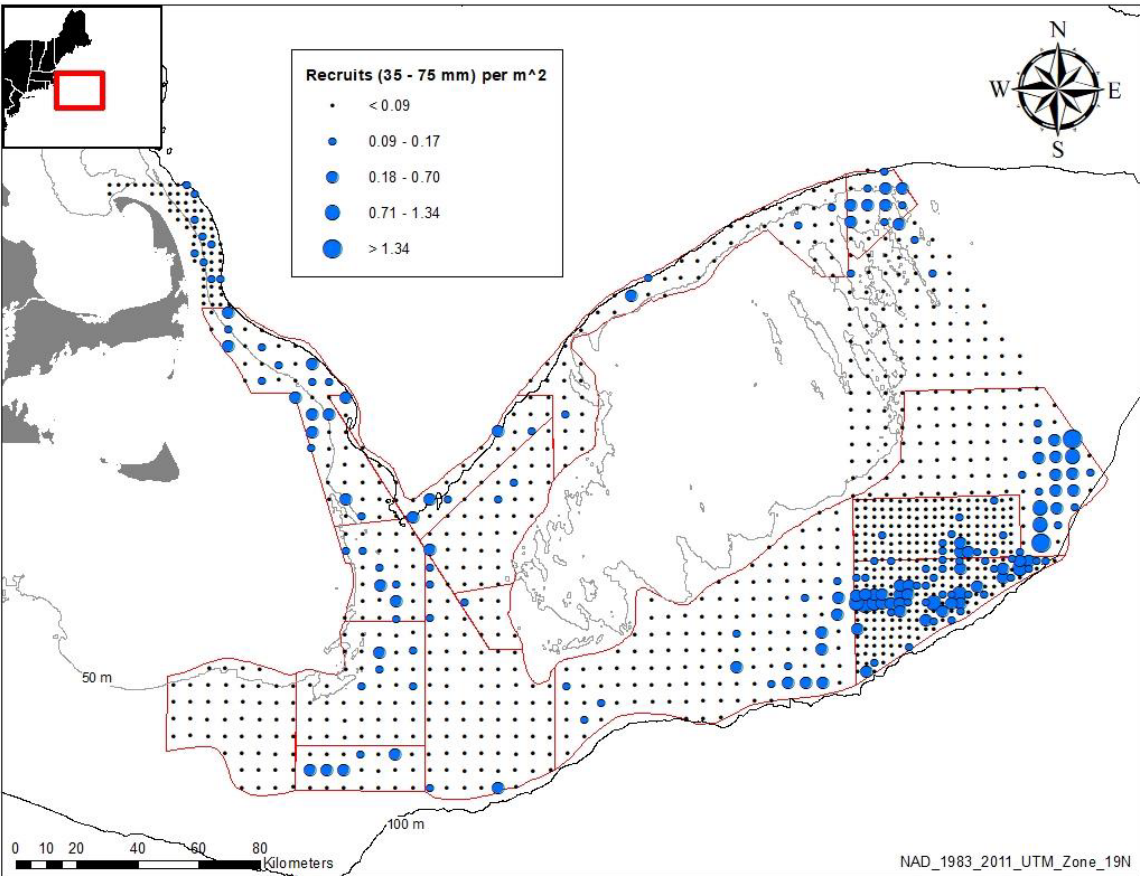 Recruits (35 - 75 mm) per m^2
< 0.09
0.09 - 0.17
0.18 - 0.70
0.71 - 1.34
> 1.34
N
W E
S
50 m
100 m
0 10 20 40 60 80
Kilometers
NAD_1983_2011_UTM_Zone_19N